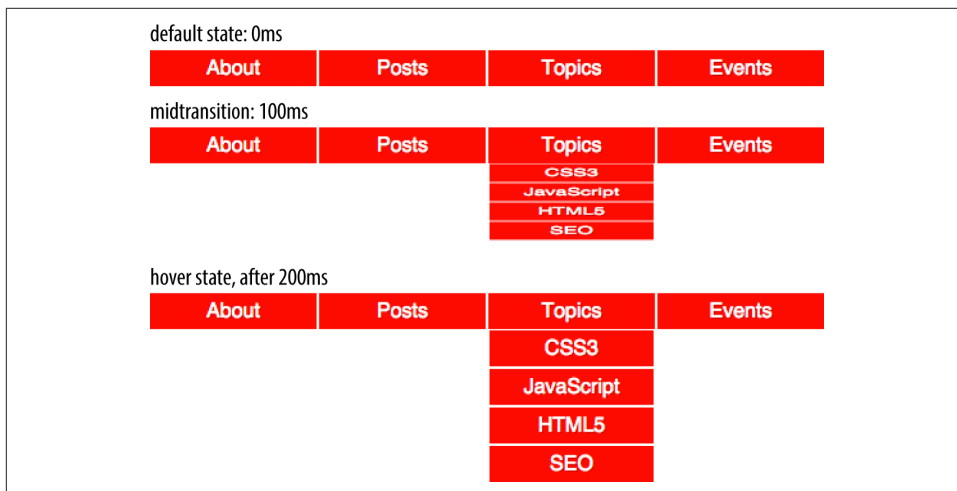 default state: 0ms
About Posts Topics Events
midtransition: 100ms
About Posts Topics Events
CSS3
JavaScript
HTML5
SEO
hover state, after 200ms
About Posts Topics Events
CSS3
JavaScript
HTML5
SEO